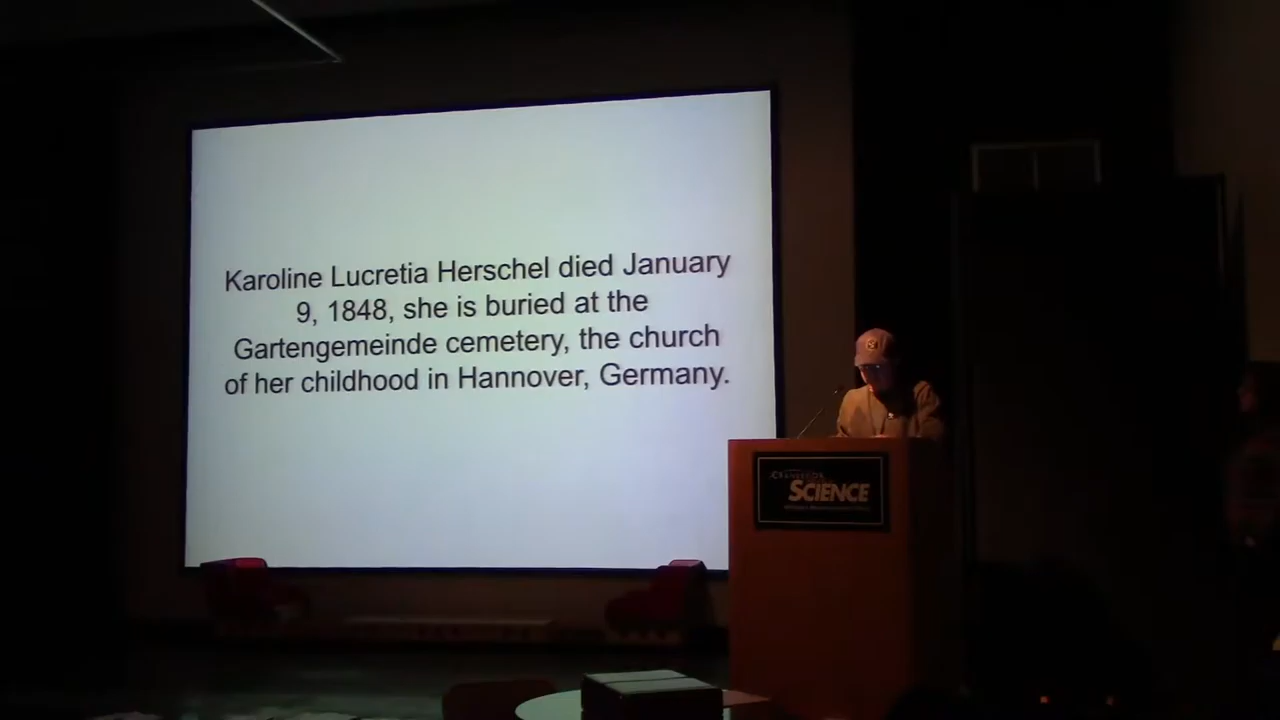 Karoline Lucretia Herschel died January
9, 1848, she is buried at the
Gartengemeinde cemetery, the church
of her childhood in Hannover, Germany.
SCIENCE